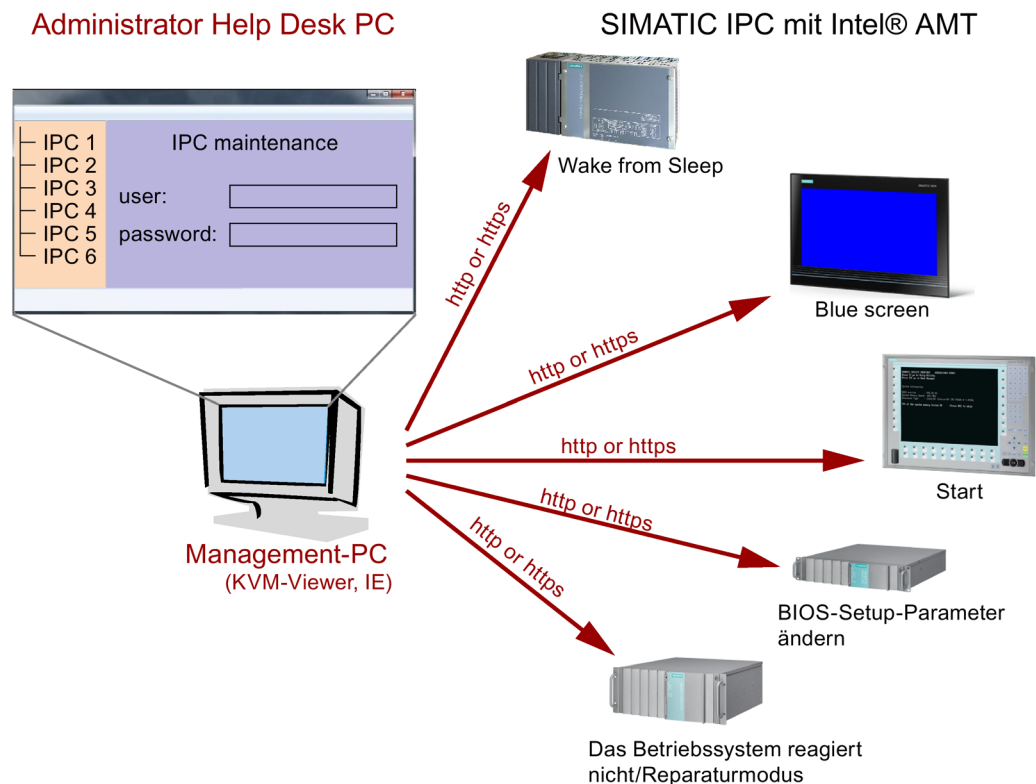 Administrator Help Desk PC
SIMATIC IPC mit Intel® AMT
IPC 1
IPC 2
IPC 3
IPC 4
IPC 5
IPC 6
IPC maintenance
user:
password:
Wake from Sleep
http or https
Blue screen
http or https
http or https
Start
http or https
BIOS-Setup-Parameter
ändern
http or https
Das Betriebssystem reagiert
nicht/Reparaturmodus
Management-PC
(KVM-Viewer, IE)